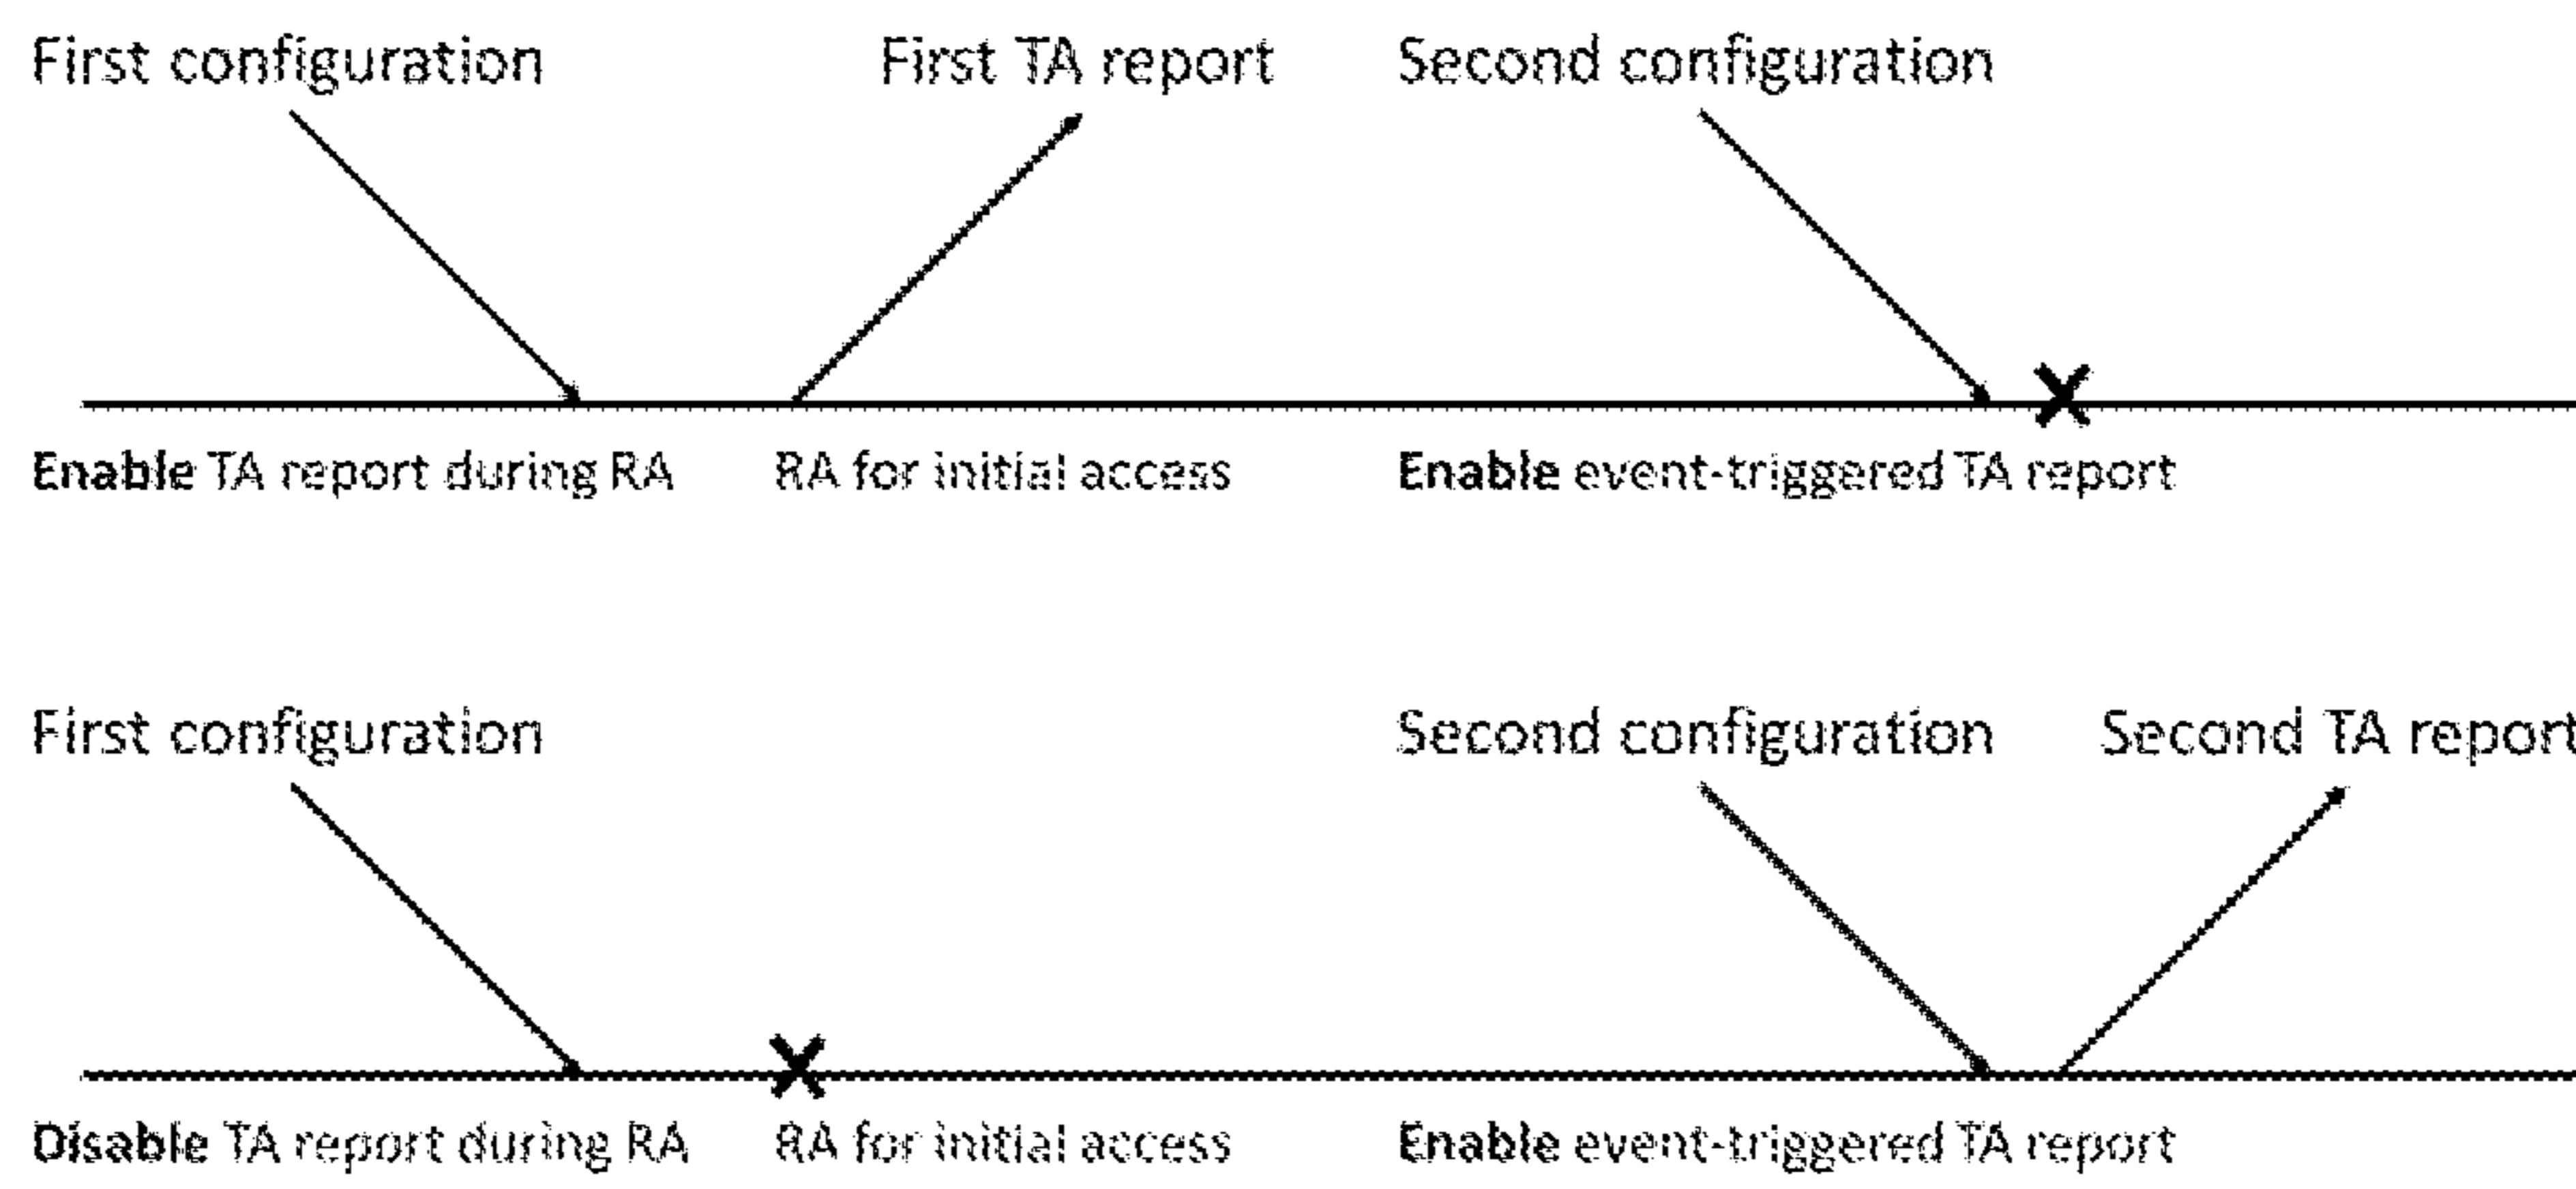 First configuration First TA report Second configuration
Enable TA report during RA RA for initial access Enable event-triggered TA report
First configuration Second configuration Second TA report
Disable TA report during RA RA for initial access Enable event-triggered TA report